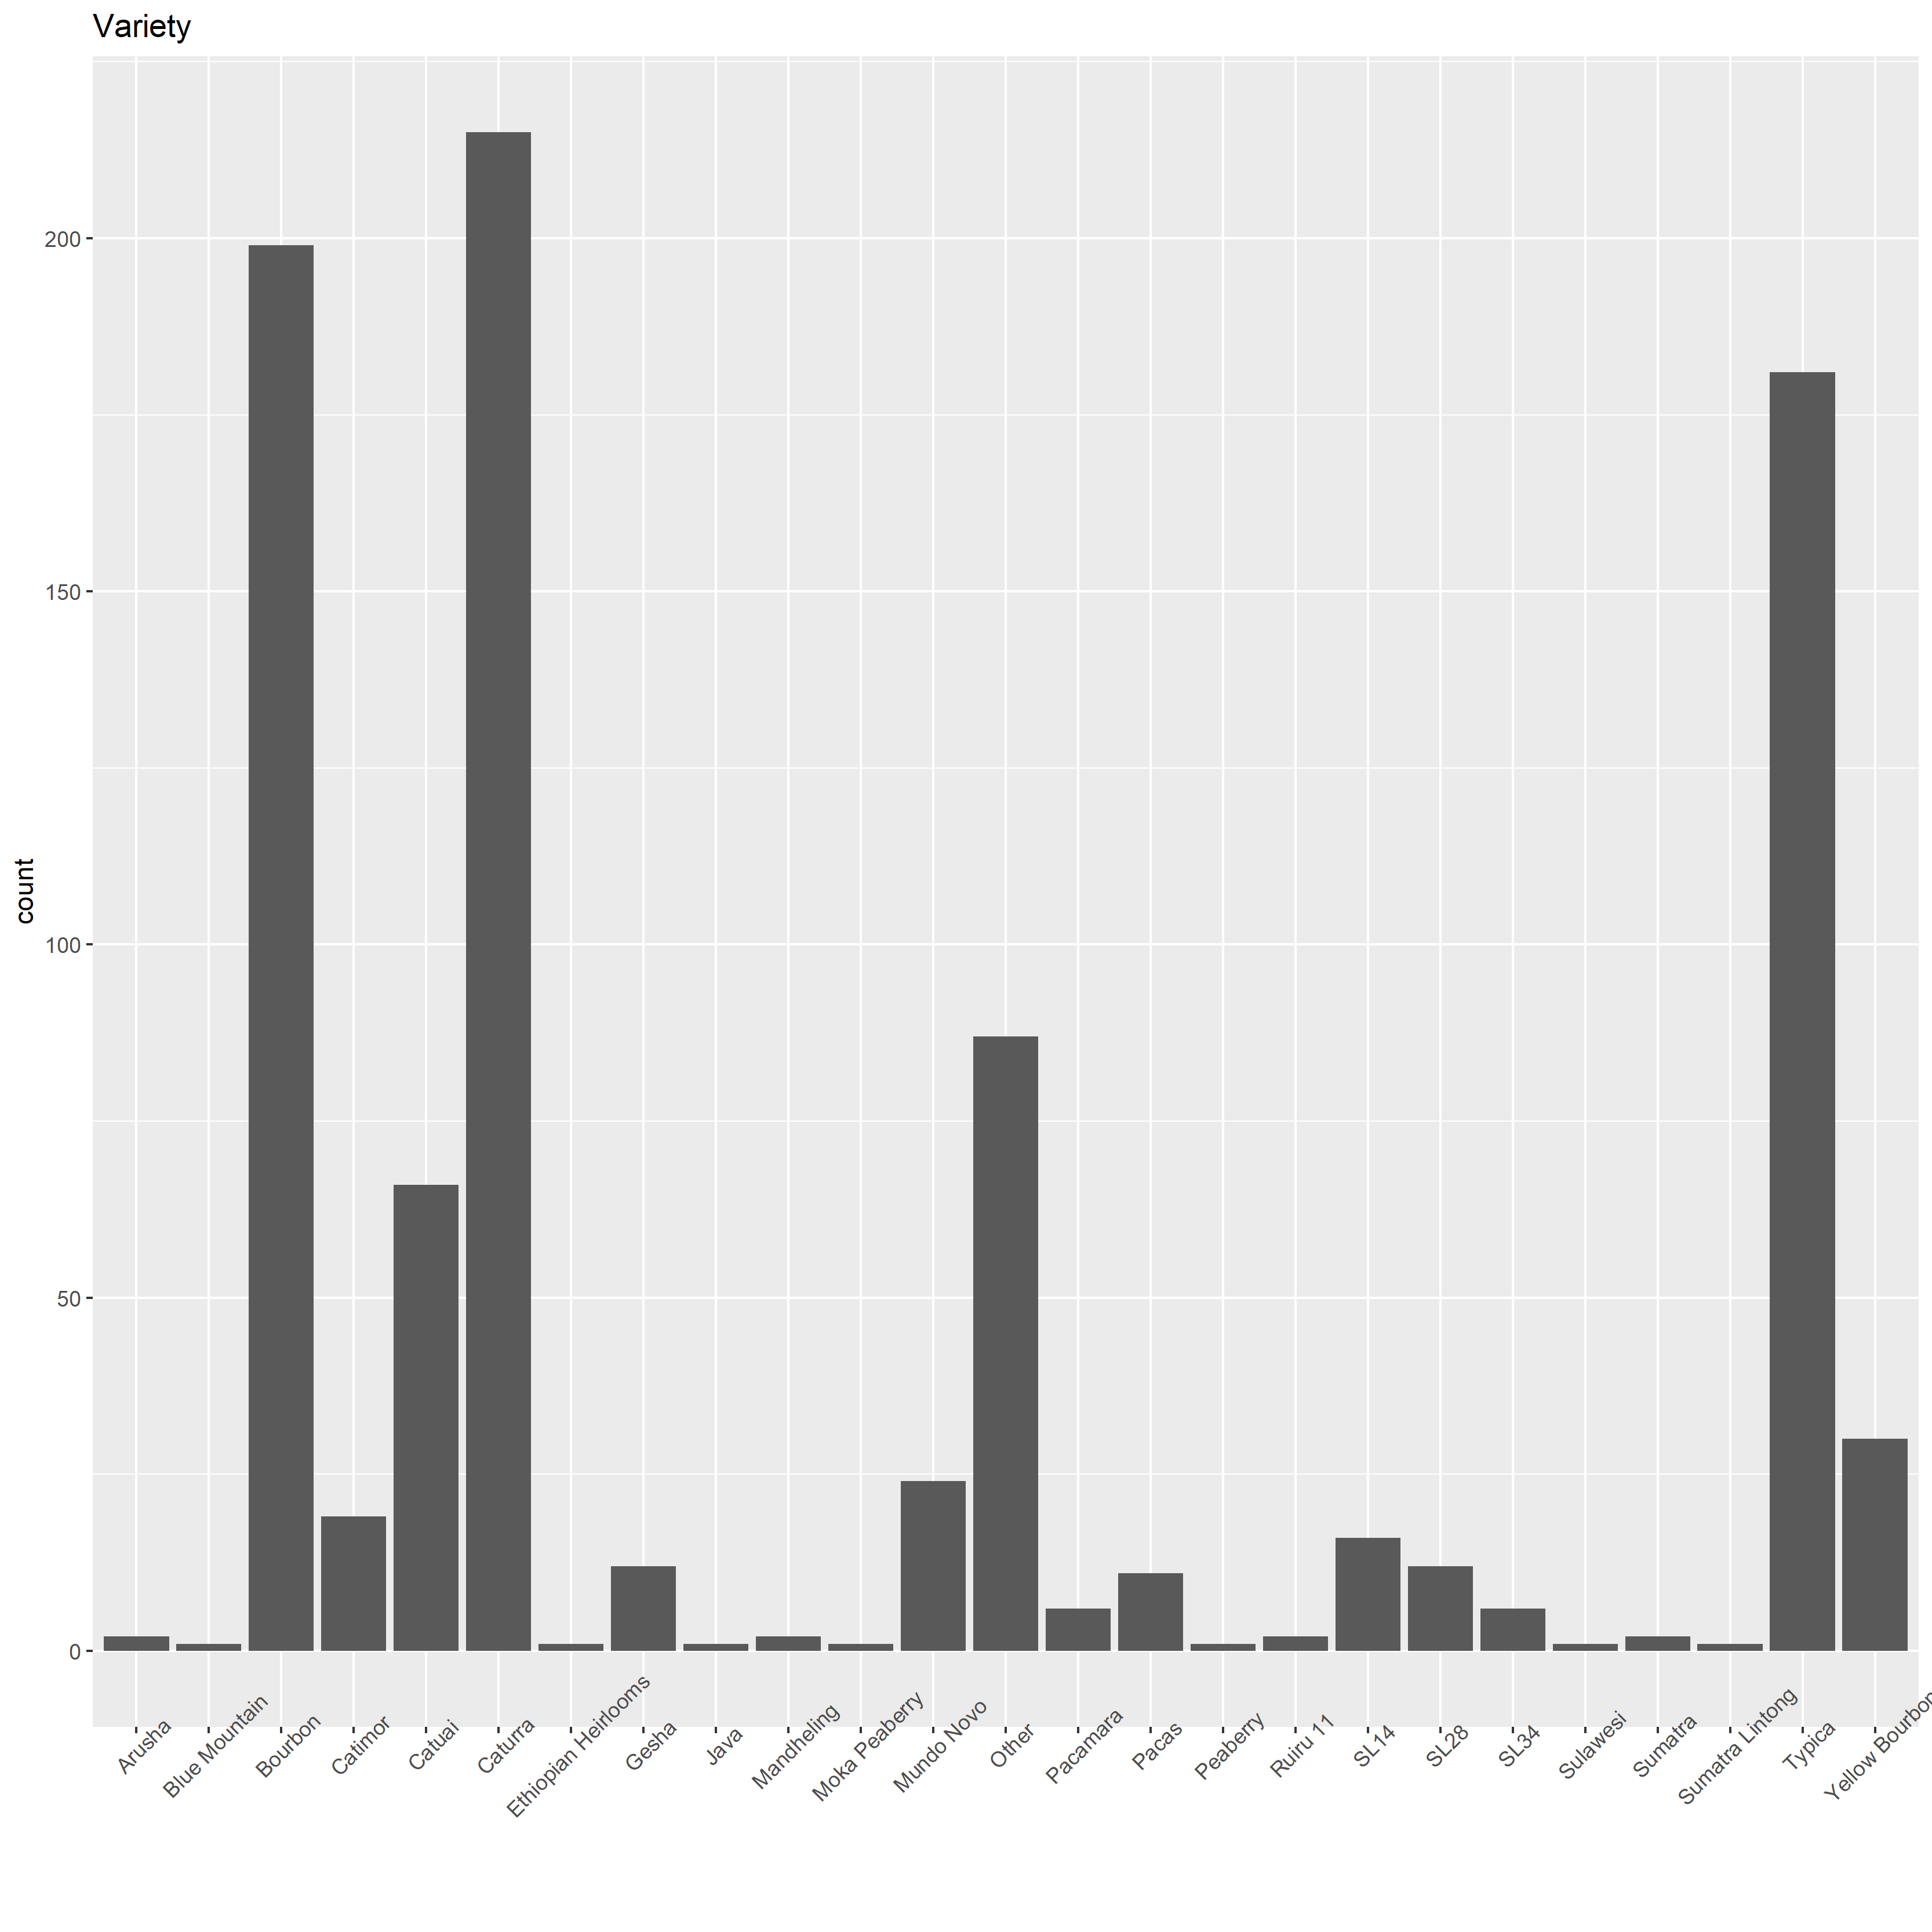 Variety
count
200
150
100
50
0
Arusha
Blue Mountain
Bourbon
Catimor
Catuai
Caturra
Ethiopian Heirlooms
Gesha
Java
Mandheling
Moka Peaberry
Mundo Novo
Other
Pacamara
Pacas
Peaberry
Ruiru 11
SL14
SL28
SL34
Sulawesi
Sumatra
Sumatra Lintong
Typica
Yellow Bourbon